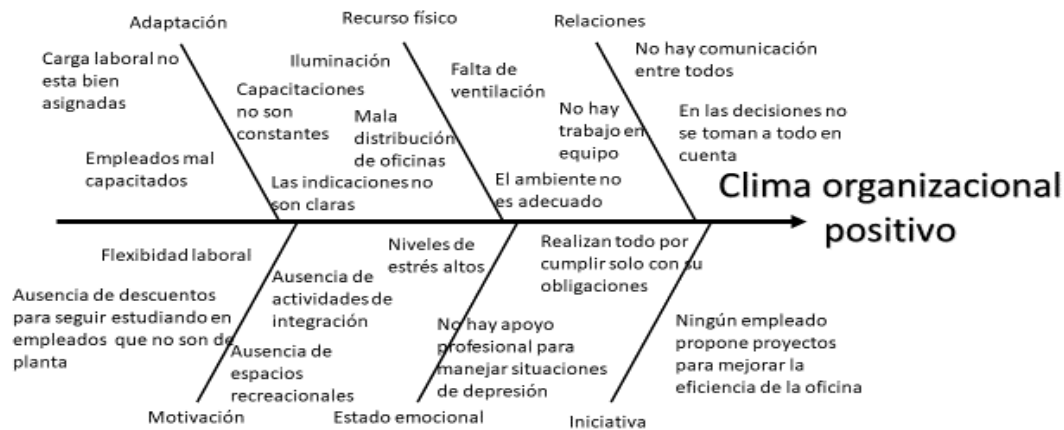 Adaptación
Recurso físico
Relaciones
Carga laboral no
esta bien
asignadas
Iluminación
Capacitaciones
no son
constantes
Mala
distribución
de oficinas
Falta de
ventilación
No hay
trabajo en
equipo
No hay comunicación
entre todos
En las decisiones no
se toman a todo en
cuenta
Empleados mal
capacitados
Las indicaciones no
son claras
El ambiente no
es adecuado
Clima organizacional
positivo
Flexibidad laboral
Ausencia de descuentos
para seguir estudiando en
empleados que no son de
planta
Ausencia de
actividades de
integración
Ausencia de
espacios
recreacionales
Niveles de
estrés altos
No hay apoyo
profesional para
manejar situaciones
de depresión
Realizan todo por
cumplir solo con su
obligaciones
Ningún empleado
propone proyectos
para mejorar la
eficiencia de la oficina
Motivación
Estado emocional
Iniciativa